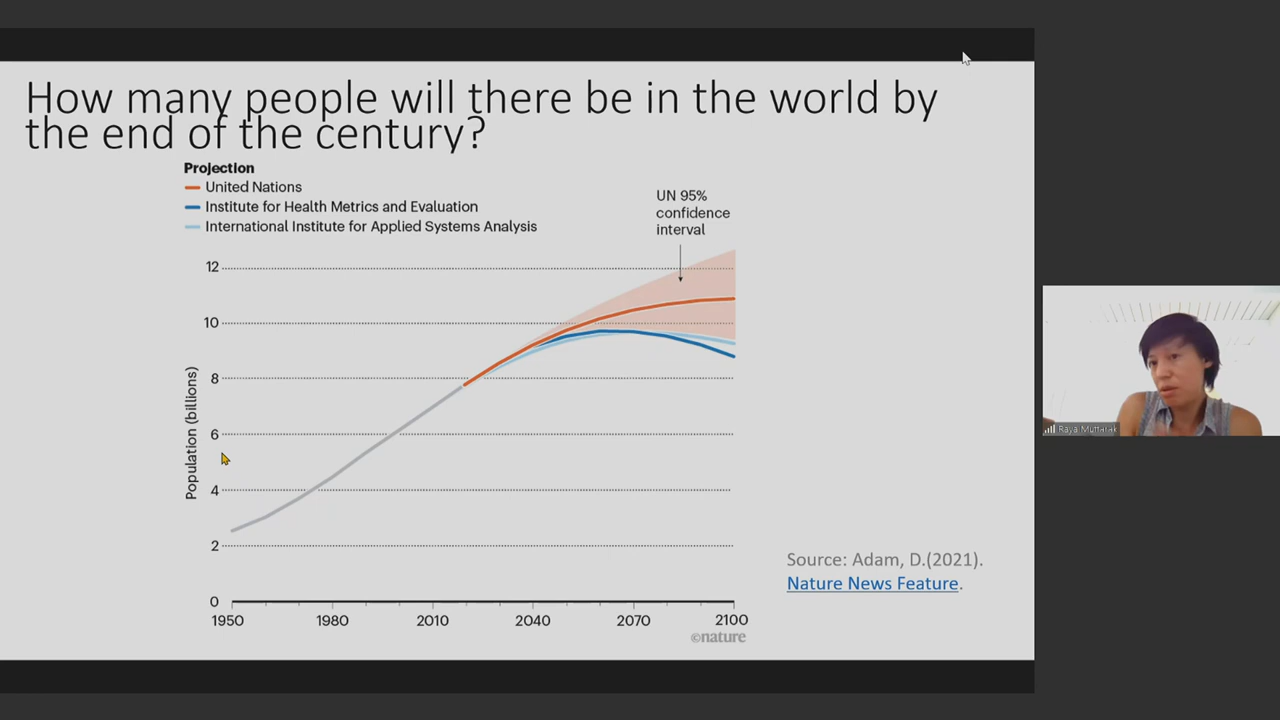 How many people will there be in the world by
the end of the century?
Projection
United Nations
Institute for Health Metrics and Evaluation
International Institute for Applied Systems Analysis
UN 95%
confidence
interval
12
10
8
6
4
2
0
Population (billions)
1950 1980 2010 2040 2070 2100
©nature
Source: Adam, D.(2021).
Nature News Feature.
Raya Muttarak